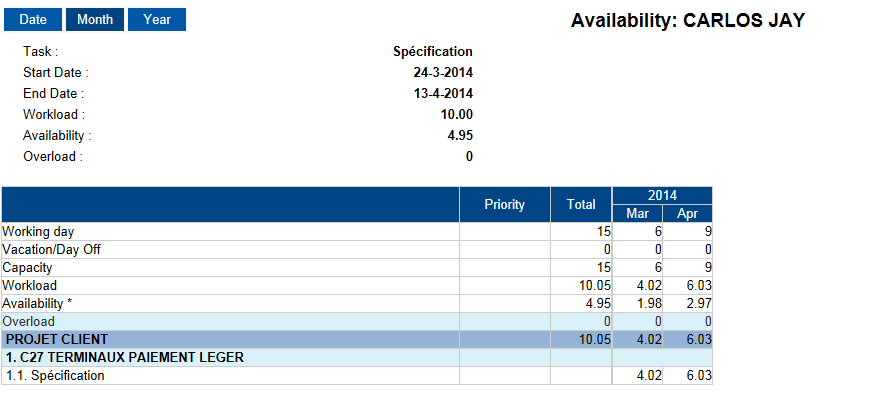 Date Month Year Availability: CARLOS JAY
Task : Spécification
Start Date : 24-3-2014
End Date : 13-4-2014
Workload : 10.00
Availability : 4.95
Overload : 0
Priority Total 2014
Mar Apr
Working day 15 6 9
Vacation/Day Off 0 0 0
Capacity 15 6 9
Workload 10.05 4.02 6.03
Availability * 4.95 1.98 2.97
Overload 0 0 0
PROJET CLIENT 10.05 4.02 6.03
1. C27 TERMINAUX PAIEMENT LEGER
1.1. Spécification 4.02 6.03